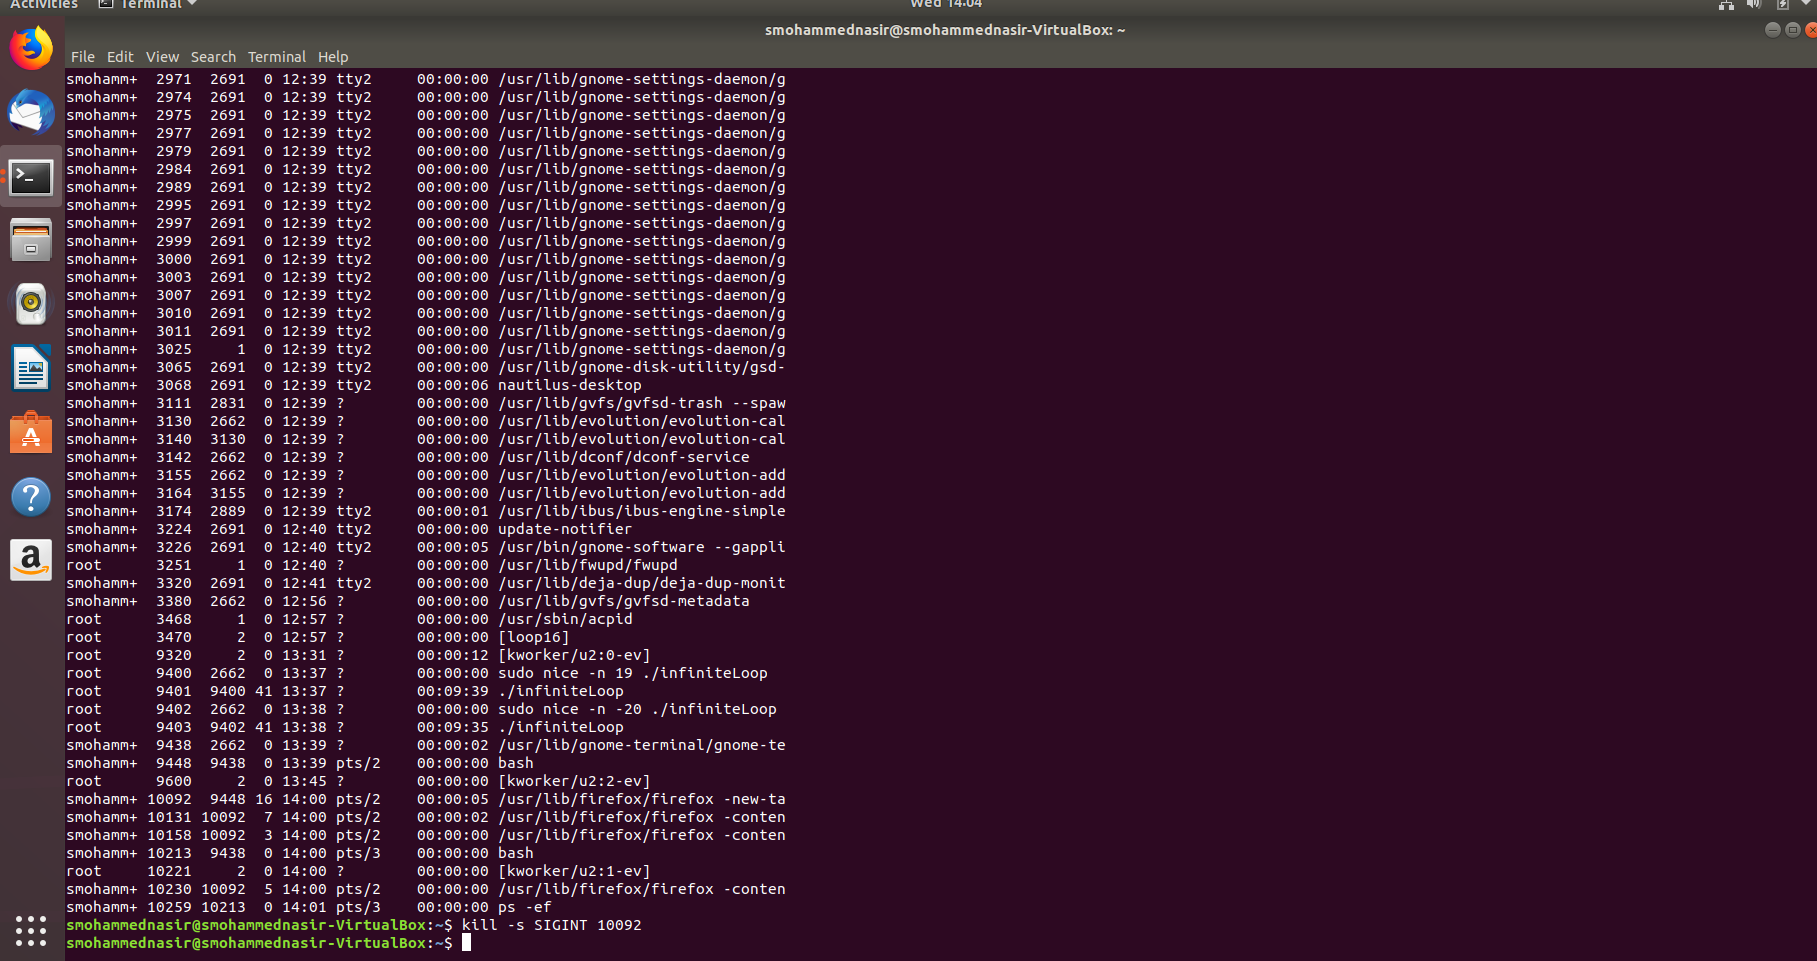 Activities Terminal Wed 14:04
smohammednasir@smohammednasir-VirtualBox: ~
File Edit View Search Terminal Help
smohamm+  2971  2691  0 12:39 tty2     00:00:00 /usr/lib/gnome-settings-daemon/g
smohamm+  2974  2691  0 12:39 tty2     00:00:00 /usr/lib/gnome-settings-daemon/g
smohamm+  2975  2691  0 12:39 tty2     00:00:00 /usr/lib/gnome-settings-daemon/g
smohamm+  2977  2691  0 12:39 tty2     00:00:00 /usr/lib/gnome-settings-daemon/g
smohamm+  2979  2691  0 12:39 tty2     00:00:00 /usr/lib/gnome-settings-daemon/g
smohamm+  2984  2691  0 12:39 tty2     00:00:00 /usr/lib/gnome-settings-daemon/g
smohamm+  2989  2691  0 12:39 tty2     00:00:00 /usr/lib/gnome-settings-daemon/g
smohamm+  2995  2691  0 12:39 tty2     00:00:00 /usr/lib/gnome-settings-daemon/g
smohamm+  2997  2691  0 12:39 tty2     00:00:00 /usr/lib/gnome-settings-daemon/g
smohamm+  2999  2691  0 12:39 tty2     00:00:00 /usr/lib/gnome-settings-daemon/g
smohamm+  3000  2691  0 12:39 tty2     00:00:00 /usr/lib/gnome-settings-daemon/g
smohamm+  3003  2691  0 12:39 tty2     00:00:00 /usr/lib/gnome-settings-daemon/g
smohamm+  3007  2691  0 12:39 tty2     00:00:00 /usr/lib/gnome-settings-daemon/g
smohamm+  3010  2691  0 12:39 tty2     00:00:00 /usr/lib/gnome-settings-daemon/g
smohamm+  3011  2691  0 12:39 tty2     00:00:00 /usr/lib/gnome-settings-daemon/g
smohamm+  3025     1  0 12:39 tty2     00:00:00 /usr/lib/gnome-settings-daemon/g
smohamm+  3065  2691  0 12:39 tty2     00:00:00 /usr/lib/gnome-disk-utility/gsd-
smohamm+  3068  2691  0 12:39 tty2     00:00:06 nautilus-desktop
smohamm+  3111  2831  0 12:39 ?        00:00:00 /usr/lib/gvfs/gvfsd-trash --spaw
smohamm+  3130  2662  0 12:39 ?        00:00:00 /usr/lib/evolution/evolution-cal
smohamm+  3140  3130  0 12:39 ?        00:00:00 /usr/lib/evolution/evolution-cal
smohamm+  3142  2662  0 12:39 ?        00:00:00 /usr/lib/dconf/dconf-service
smohamm+  3155  2662  0 12:39 ?        00:00:00 /usr/lib/evolution/evolution-add
smohamm+  3164  3155  0 12:39 ?        00:00:00 /usr/lib/evolution/evolution-add
smohamm+  3174  2889  0 12:39 tty2     00:00:01 /usr/lib/ibus/ibus-engine-simple
smohamm+  3224  2691  0 12:40 tty2     00:00:00 update-notifier
smohamm+  3226  2691  0 12:40 tty2     00:00:05 /usr/bin/gnome-software --gappli
root      3251     1  0 12:40 ?        00:00:00 /usr/lib/fwupd/fwupd
smohamm+  3320  2691  0 12:41 tty2     00:00:00 /usr/lib/deja-dup/deja-dup-monit
smohamm+  3380  2662  0 12:56 ?        00:00:00 /usr/lib/gvfs/gvfsd-metadata
root      3468     1  0 12:57 ?        00:00:00 /usr/sbin/acpid
root      3470     2  0 12:57 ?        00:00:00 [loop16]
root      9320     2  0 13:31 ?        00:00:12 [kworker/u2:0-ev]
root      9400  2662  0 13:37 ?        00:00:00 sudo nice -n 19 ./infiniteLoop
root      9401  9400 41 13:37 ?        00:09:39 ./infiniteLoop
root      9402  2662  0 13:38 ?        00:00:00 sudo nice -n -20 ./infiniteLoop
root      9403  9402 41 13:38 ?        00:09:35 ./infiniteLoop
smohamm+  9438  2662  0 13:39 ?        00:00:02 /usr/lib/gnome-terminal/gnome-te
smohamm+  9448  9438  0 13:39 pts/2    00:00:00 bash
root      9600     2  0 13:45 ?        00:00:00 [kworker/u2:2-ev]
smohamm+ 10092  9448 16 14:00 pts/2    00:00:05 /usr/lib/firefox/firefox -new-ta
smohamm+ 10131 10092  7 14:00 pts/2    00:00:02 /usr/lib/firefox/firefox -conten
smohamm+ 10158 10092  3 14:00 pts/2    00:00:00 /usr/lib/firefox/firefox -conten
smohamm+ 10213  9438  0 14:00 pts/3    00:00:00 bash
root     10221     2  0 14:00 ?        00:00:00 [kworker/u2:1-ev]
smohamm+ 10230 10092  5 14:00 pts/2    00:00:00 /usr/lib/firefox/firefox -conten
smohamm+ 10259 10213  0 14:01 pts/3    00:00:00 ps -ef
smohammednasir@smohammednasir-VirtualBox:~$ kill -s SIGINT 10092
smohammednasir@smohammednasir-VirtualBox:~$